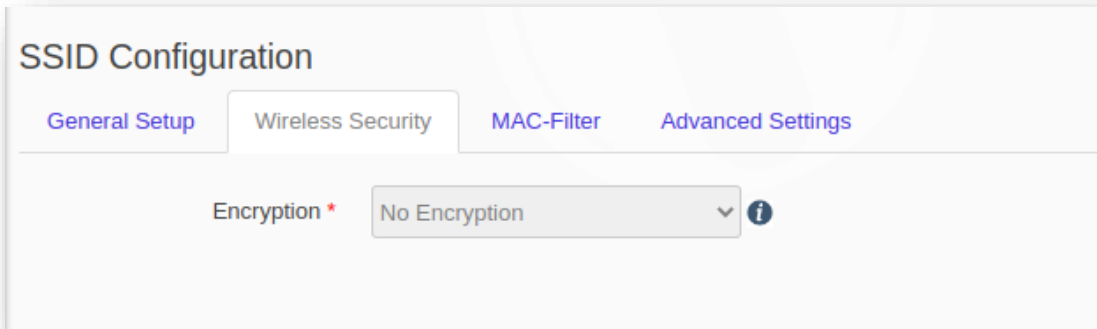 SSID Configuration
General Setup Wireless Security MAC-Filter Advanced Settings
Encryption * No Encryption i